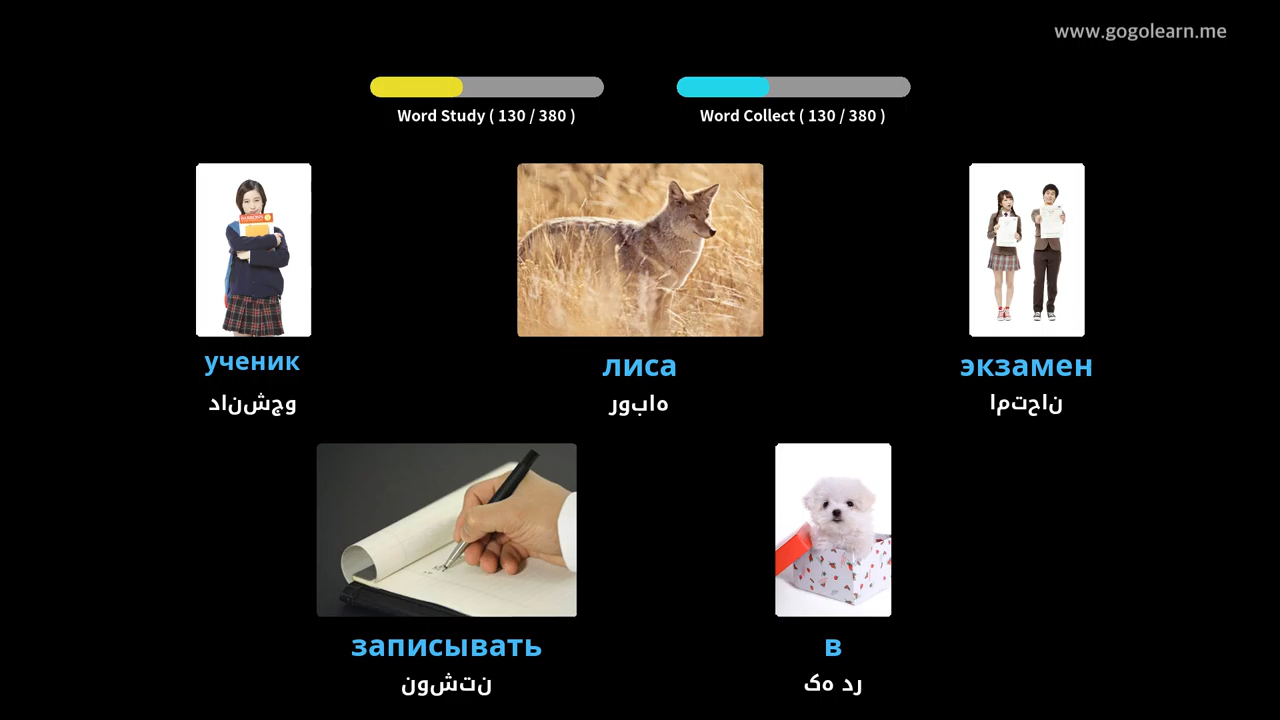 www.gogolearn.me
Word Study ( 130 / 380 )
Word Collect ( 130 / 380 )
ученик
лиса
экзамен
دانشجو
روباه
امتحان
записывать
в
نوشتن
که در